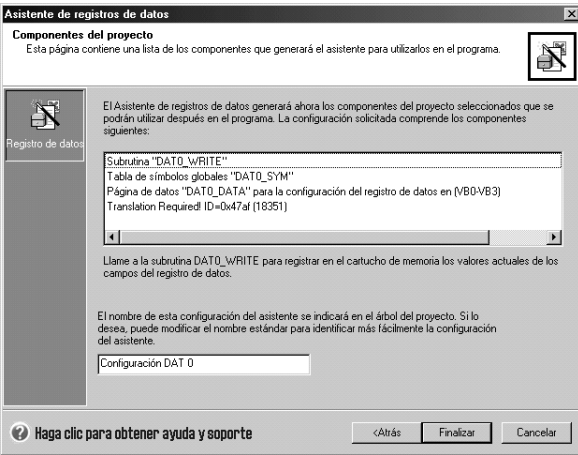 Asistente de registros de datos
Componentes del proyecto
Esta página contiene una lista de los componentes que generará el asistente para utilizarlos en el programa.
Registro de datos
El Asistente de registros de datos generará ahora los componentes del proyecto seleccionados que se
podrán utilizar después en el programa. La configuración solicitada comprende los componentes
siguientes:
Subrutina "DAT0_WRITE"
Tabla de símbolos globales "DAT0_SYM"
Página de datos "DAT0_DATA" para la configuración del registro de datos en (VB0-VB3)
Translation Required! ID=0x47af (18351)
Llame a la subrutina DAT0_WRITE para registrar en el cartucho de memoria los valores actuales de los
campos del registro de datos.
El nombre de esta configuración del asistente se indicará en el árbol del proyecto. Si lo
desea, puede modificar el nombre estándar para identificar más fácilmente la configuración
del asistente.
Configuración DAT 0
Haga clic para obtener ayuda y soporte
<Atrás
Finalizar
Cancelar